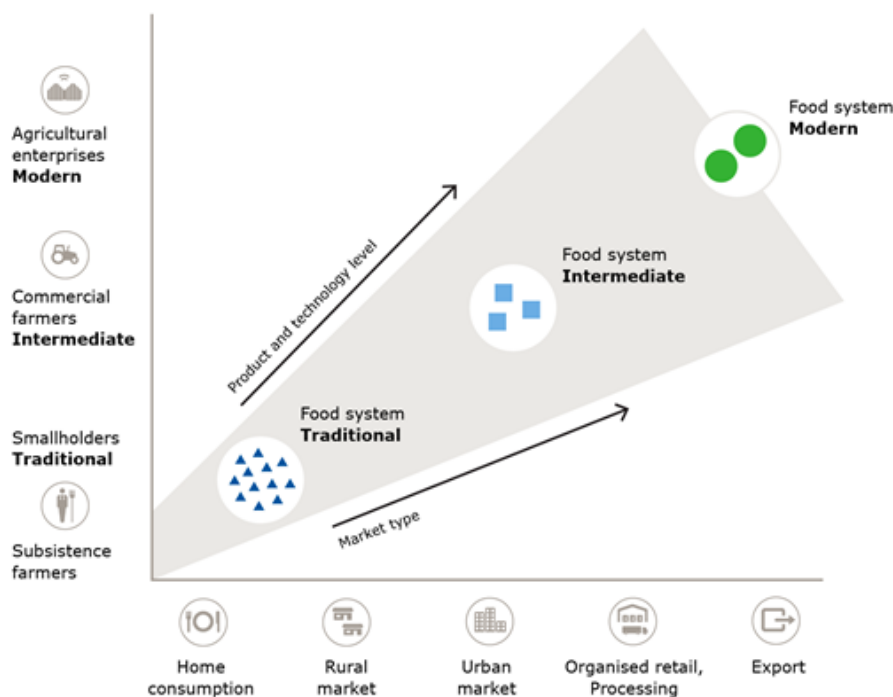 Agricultural
enterprises
Modern
Commercial
farmers
Intermediate
Smallholders
Traditional
Subsistence
farmers
Food system
Modern
Food system
Intermediate
Food system
Traditional
Product and technology level
Market type
Home
consumption
Rural
market
Urban
market
Organised retail,
Processing
Export